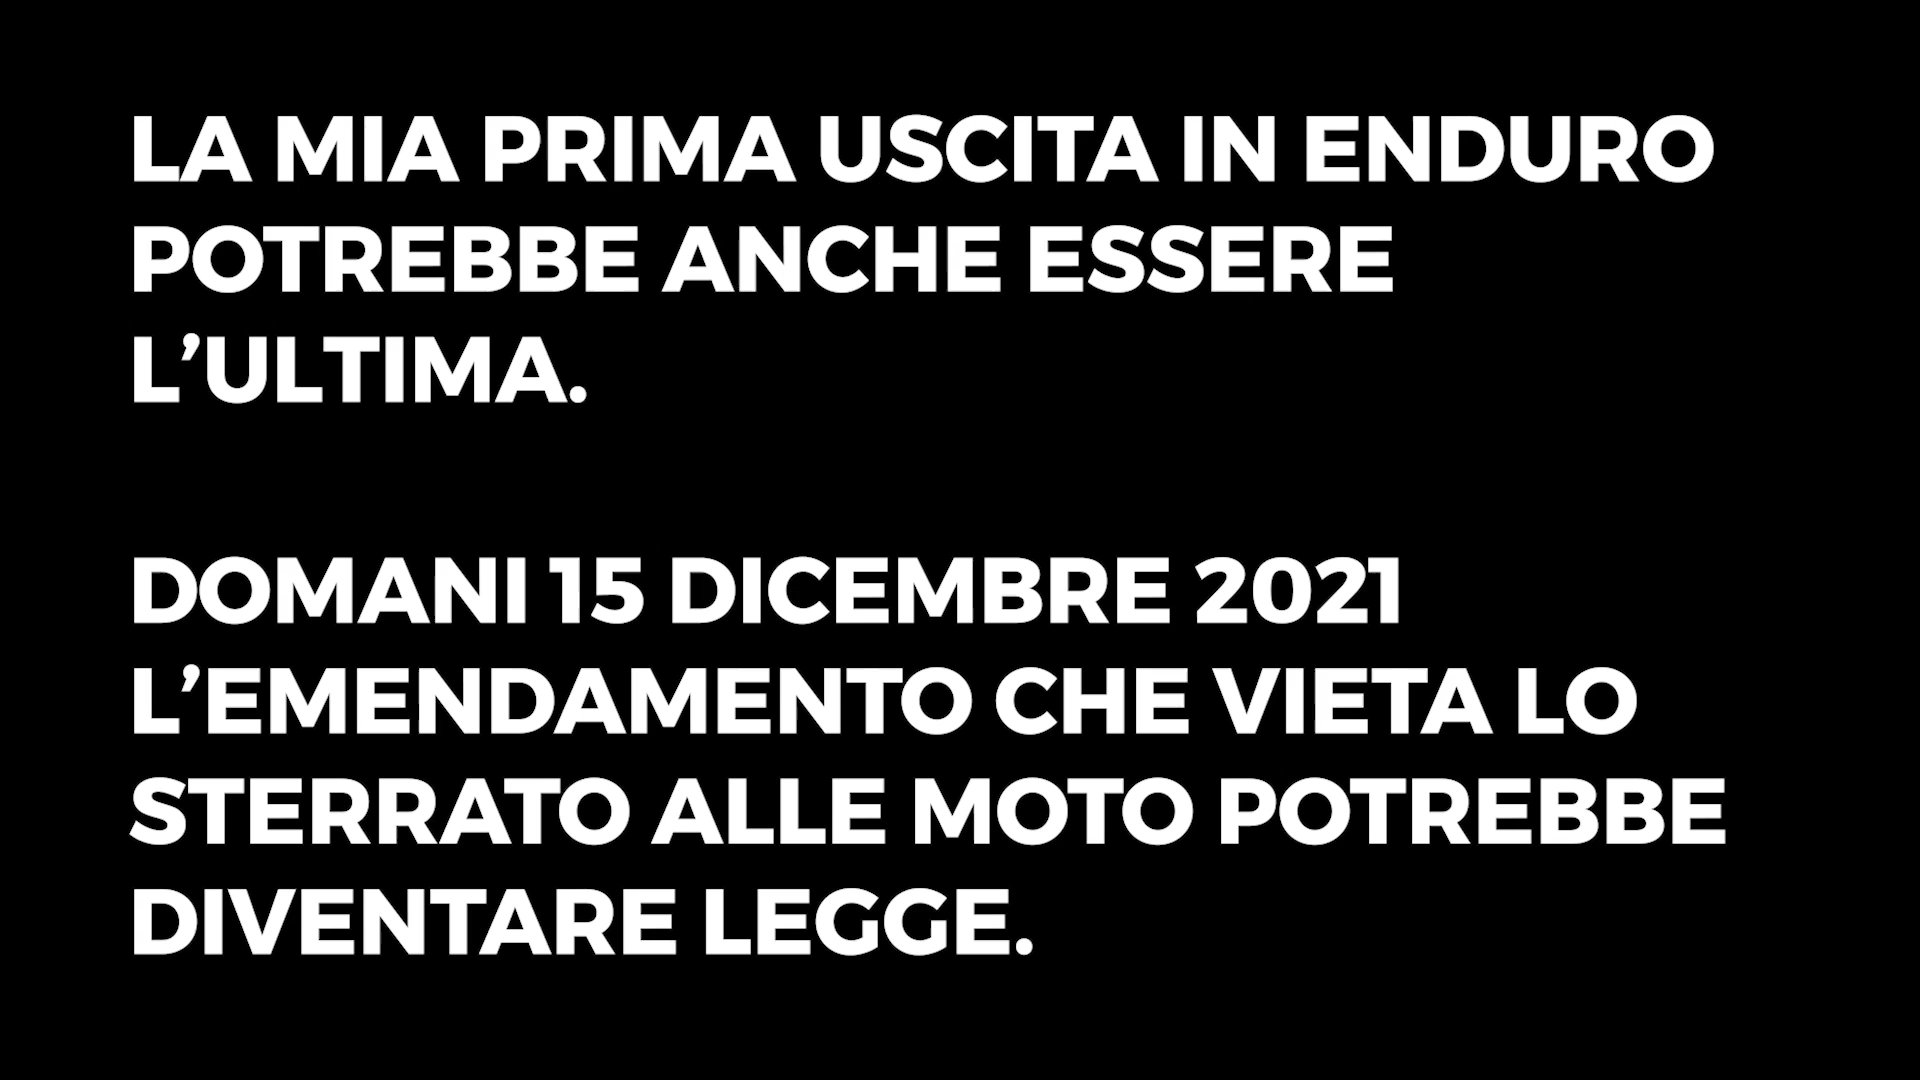 LA MIA PRIMA USCITA IN ENDURO
POTREBBE ANCHE ESSERE
L’ULTIMA.
DOMANI 15 DICEMBRE 2021
L’EMENDAMENTO CHE VIETA LO
STERRATO ALLE MOTO POTREBBE
DIVENTARE LEGGE.